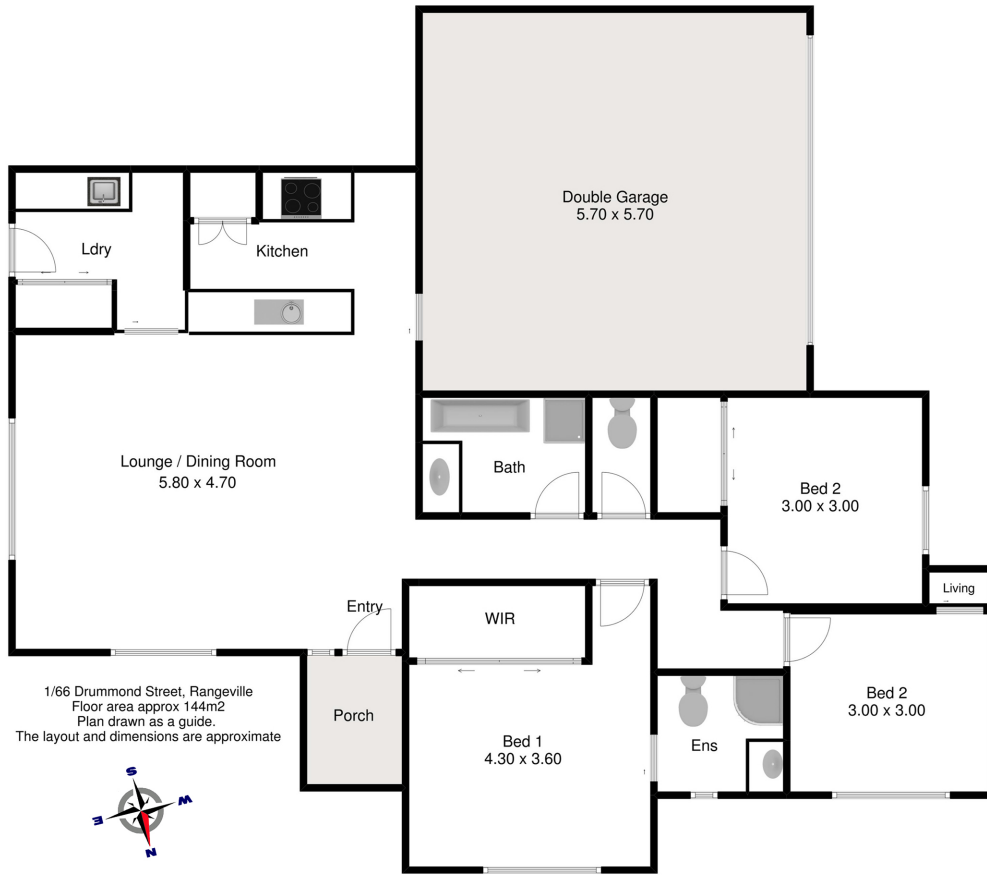 Double Garage
5.70 x 5.70
Ldry
Kitchen
Lounge / Dining Room
5.80 x 4.70
Bath
Bed 2
3.00 x 3.00
Living
Entry
WIR
1/66 Drummond Street, Rangeville
Floor area approx 144m2
Plan drawn as a guide.
The layout and dimensions are approximate
Porch
Bed 1
4.30 x 3.60
Ens
Bed 2
3.00 x 3.00
S
W
E
N